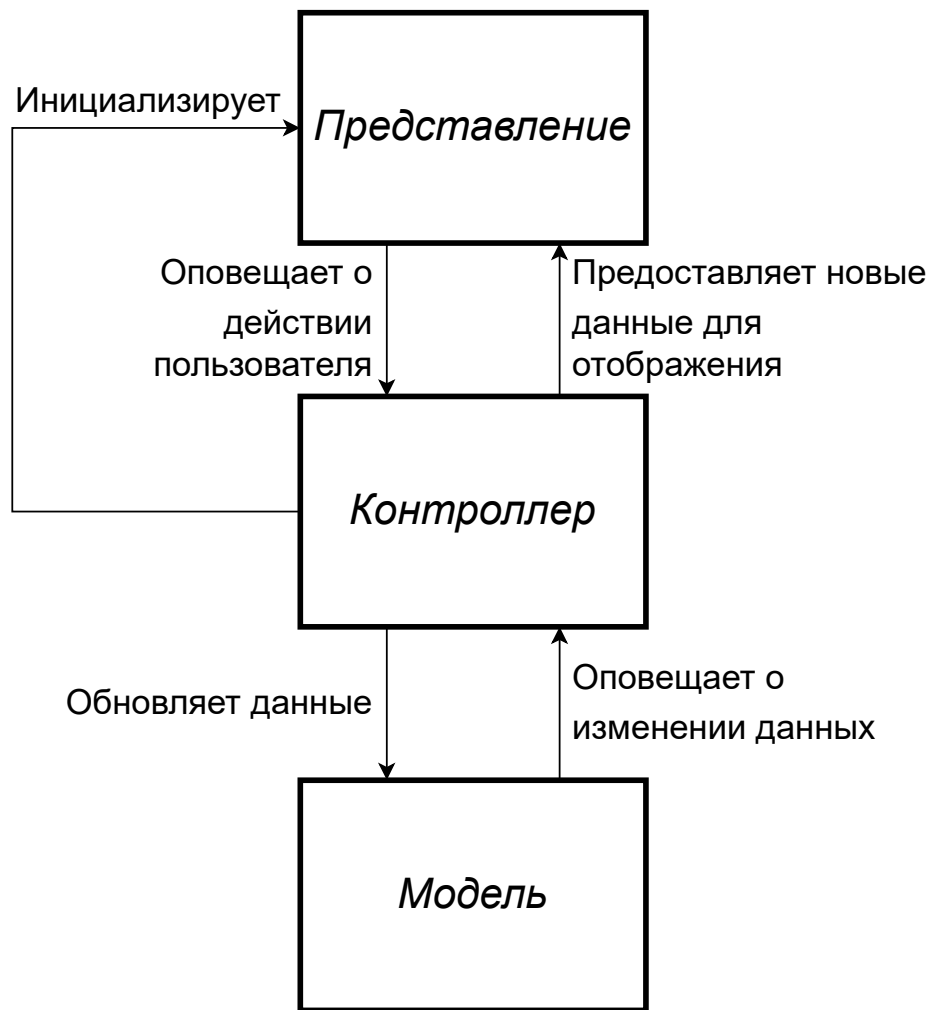 Инициализирует
Представление
Оповещает о
действии
пользователя
Предоставляет новые
данные для
отображения
Контроллер
Обновляет данные
Оповещает о
изменении данных
Модель